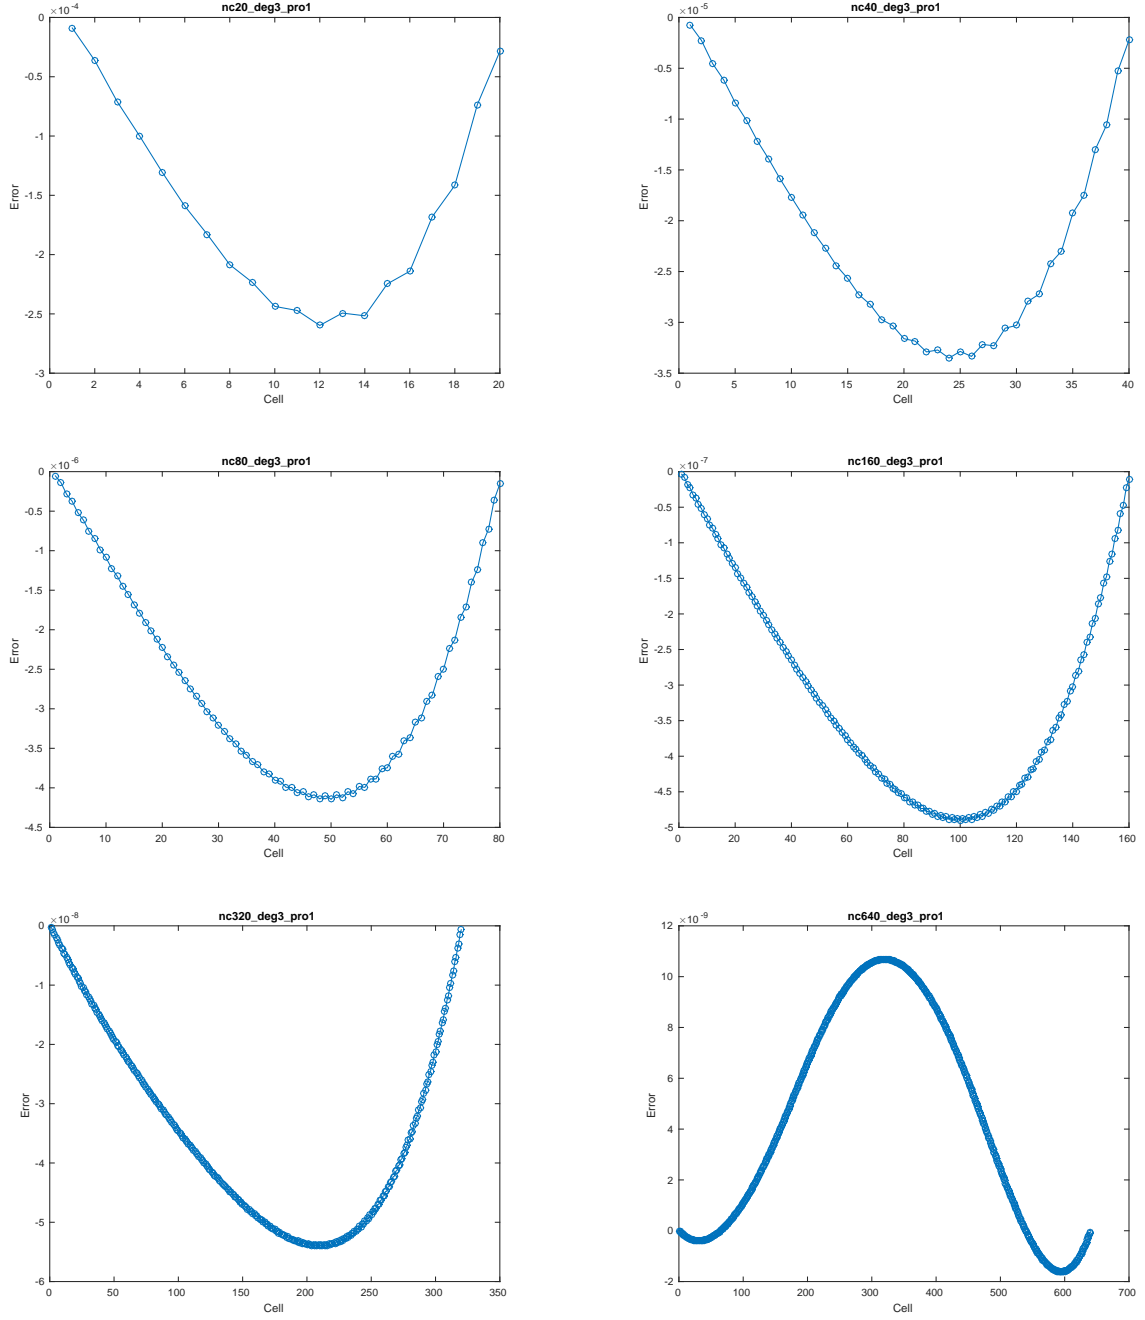 nc20_deg3_pro1
×10-4
0
-0.5
-1
-1.5
-2
-2.5
-3
Error
2 4 6 8 10 12 14 16 18 20
0
Cell
nc40_deg3_pro1
×10-5
0
-0.5
-1
-1.5
-2
-2.5
-3
-3.5
Error
0 5 10 15 20 25 30 35 40
Cell
nc80_deg3_pro1
×10-6
0
-0.5
-1
-1.5
-2
-2.5
-3
-3.5
-4
-4.5
Error
0 10 20 30 40 50 60 70 80
Cell
nc160_deg3_pro1
×10-7
0
-0.5
-1
-1.5
-2
-2.5
-3
-3.5
-4
-4.5
-5
Error
0 20 40 60 80 100 120 140 160
Cell
nc320_deg3_pro1
×10-8
0
-1
-2
-3
-4
-5
-6
Error
0 50 100 150 200 250 300 350
Cell
nc640_deg3_pro1
×10-9
12
10
8
6
4
2
0
-2
Error
0 100 200 300 400 500 600 700
Cell